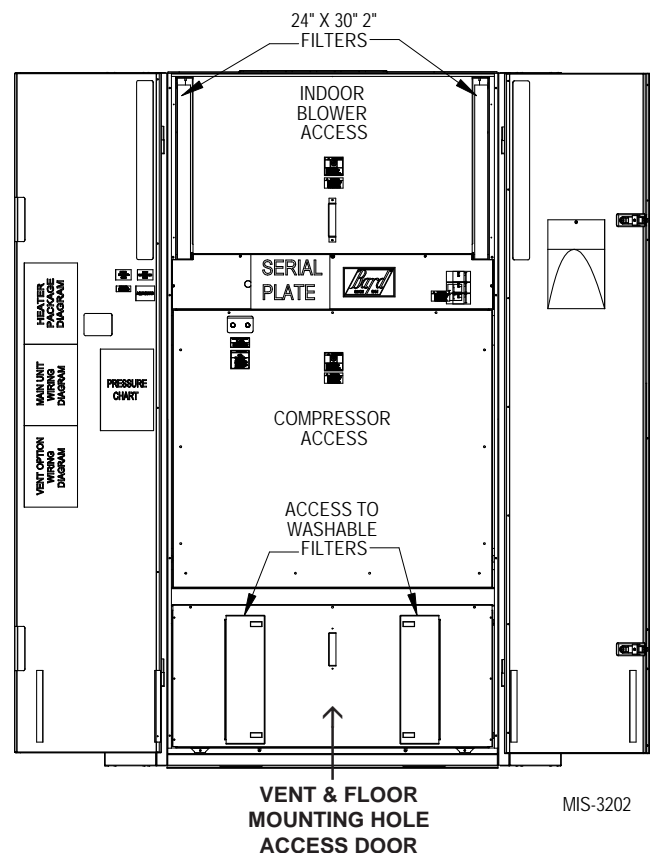 24" X 30" 2"
FILTERS
INDOOR
BLOWER
ACCESS
SERIAL
PLATE
Bard
HEATER
PACKAGE
DIAGRAM
MAIN UNIT
WIRING
DIAGRAM
VENT OPTION
WIRING
DIAGRAM
PRESSURE
CHART
COMPRESSOR
ACCESS
ACCESS TO
WASHABLE
FILTERS
VENT & FLOOR
MOUNTING HOLE
ACCESS DOOR
MIS-3202